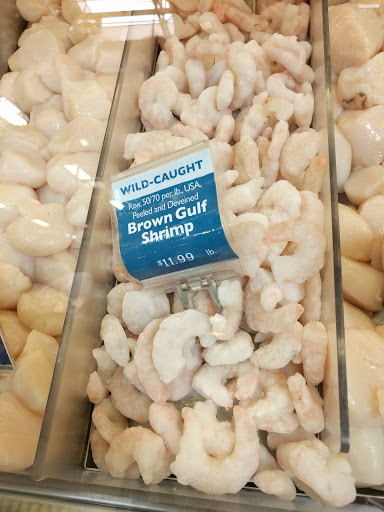 WILD-CAUGHT
Raw, 50/70 per lb., USA,
Peeled and Deveined
Brown Gulf
Shrimp
$11.99 lb